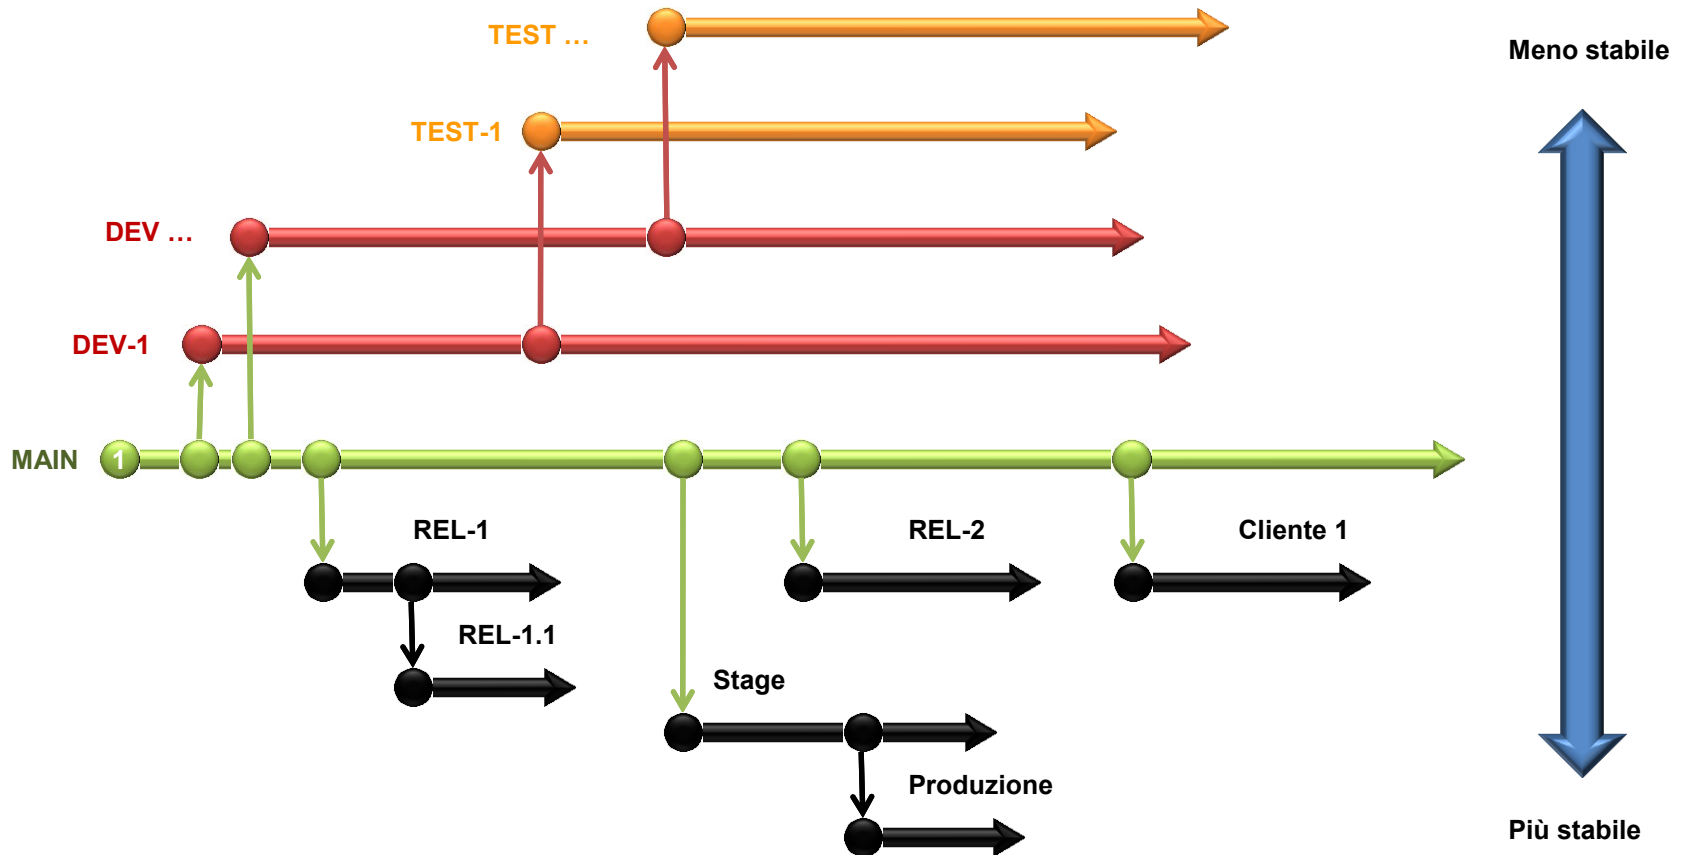 TEST …
Meno stabile
TEST-1
DEV …
DEV-1
MAIN
1
REL-1
REL-2
Cliente 1
REL-1.1
Stage
Produzione
Più stabile